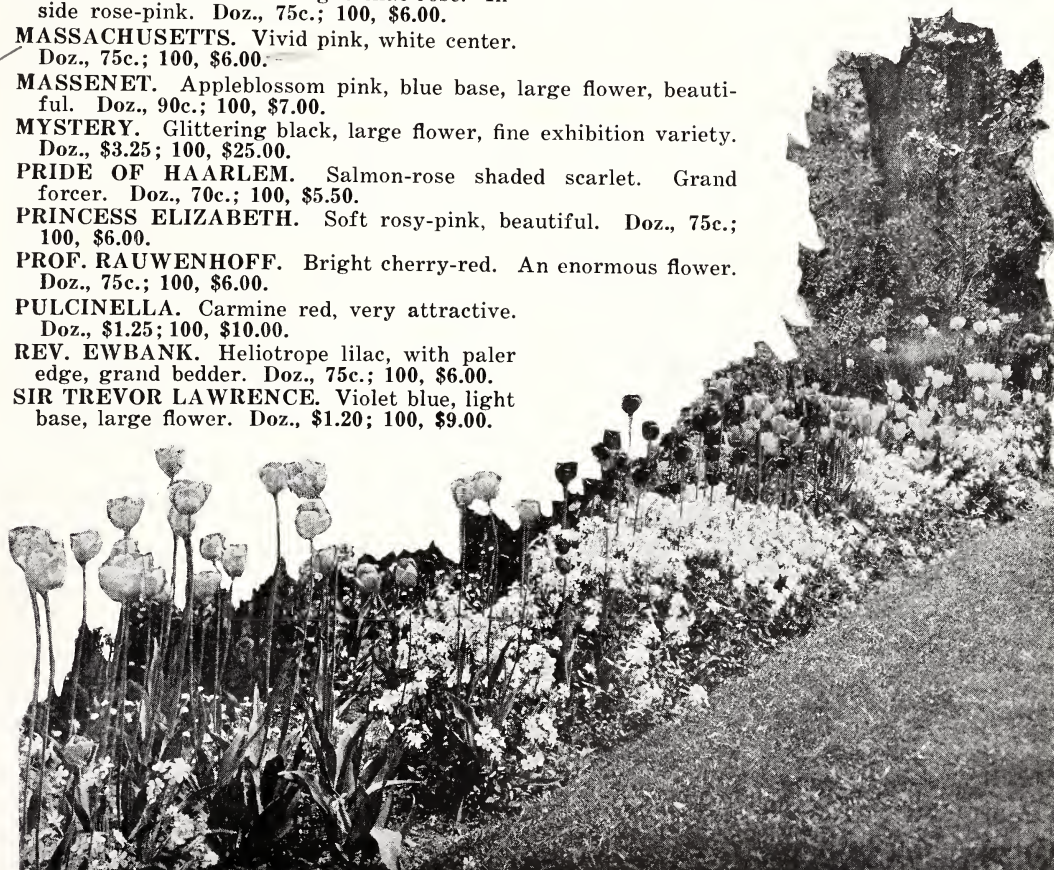 side rose-pink. Doz., 75c.; 100, $6.00.
MASSACHUSETTS. Vivid pink, white center.
Doz., 75c.; 100, $6.00.
MASSENET. Appleblossom pink, blue base, large flower, beauti-
ful. Doz., 90c.; 100, $7.00.
MYSTERY. Glittering black, large flower, fine exhibition variety.
Doz., $3.25; 100, $25.00.
PRIDE OF HAARLEM. Salmon-rose shaded scarlet. Grand
forcer. Doz., 70c.; 100, $5.50.
PRINCESS ELIZABETH. Soft rosy-pink, beautiful. Doz., 75c.;
100, $6.00.
PROF. RAUWENHOFF. Bright cherry-red. An enormous flower.
Doz., 75c.; 100, $6.00.
PULCINELLA. Carmine red, very attractive.
Doz., $1.25; 100, $10.00.
REV. EWBANK. Heliotrope lilac, with paler
edge, grand bedder. Doz., 75c.; 100, $6.00.
SIR TREVOR LAWRENCE. Violet blue, light
base, large flower. Doz., $1.20; 100, $9.00.